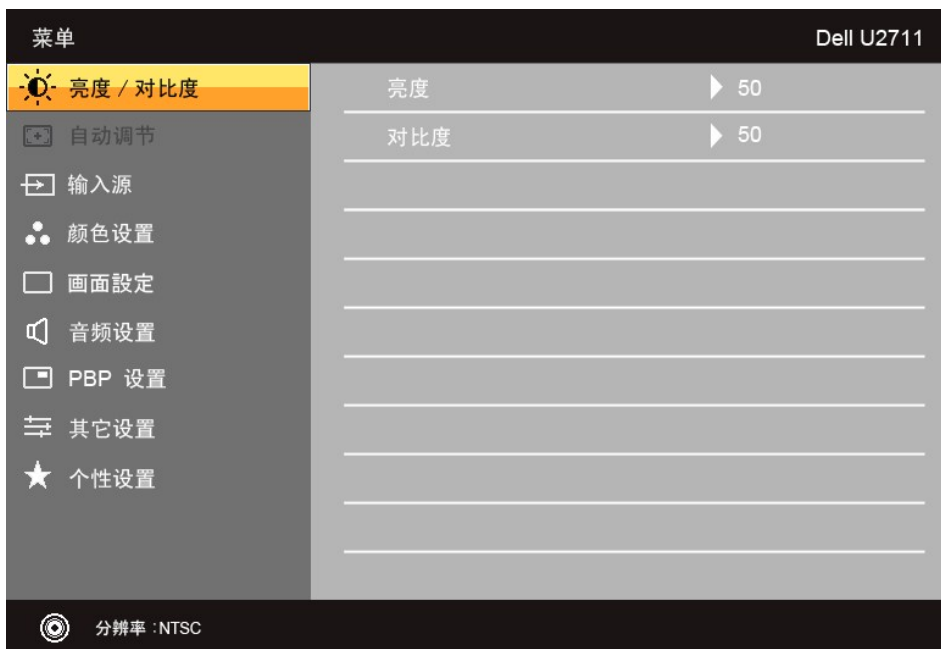 菜单 Dell U2711
亮度 / 对比度 亮度 50
自动调节 对比度 50
输入源
颜色设置
画面設定
音频设置
PBP 设置
其它设置
个性设置
分辨率 :NTSC